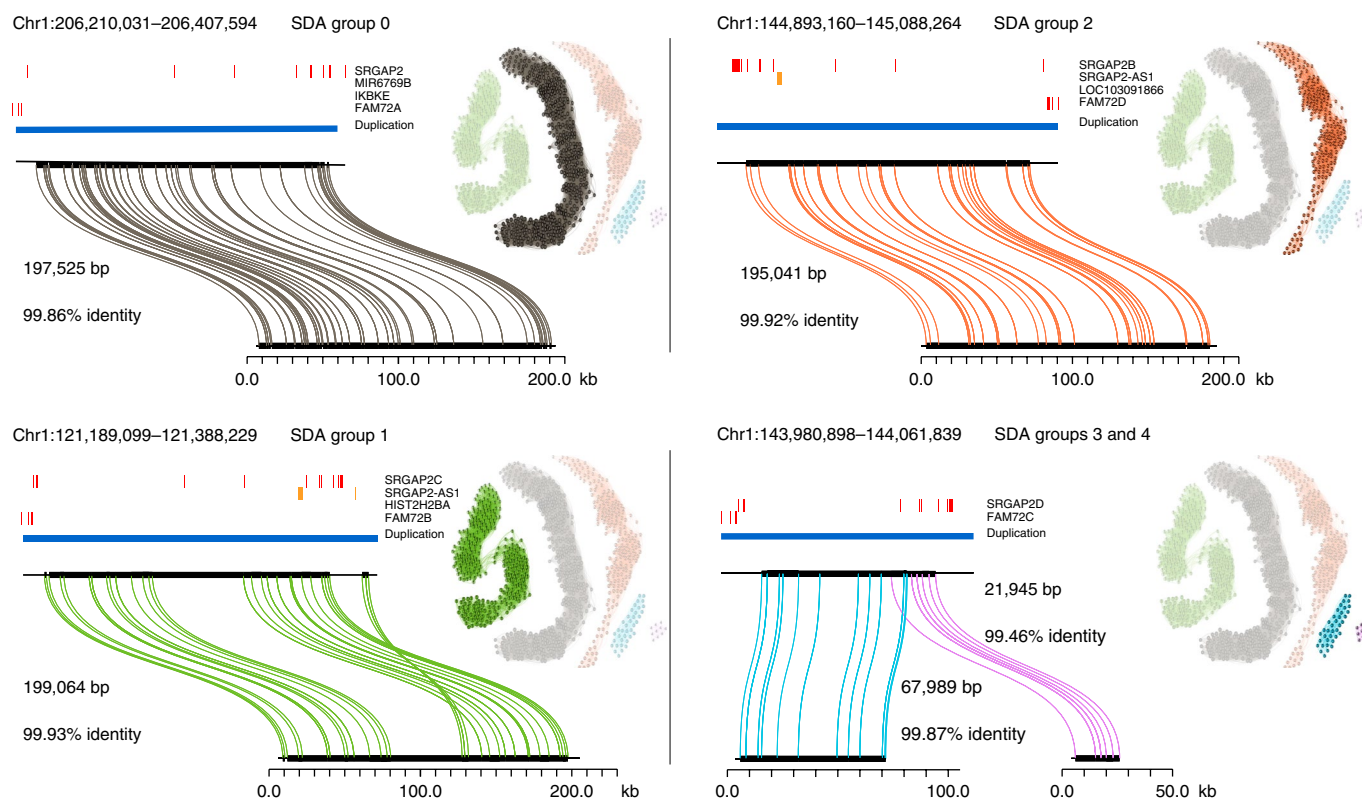 Chr1:206,210,031–206,407,594 SDA group 0
SRGAP2
MIR6769B
IKBKE
FAM72A
Duplication
197,525 bp
99.86% identity
0.0 100.0 200.0 kb
Chr1:144,893,160–145,088,264 SDA group 2
SRGAP2B
SRGAP2-AS1
LOC103091866
FAM72D
Duplication
195,041 bp
99.92% identity
0.0 100.0 200.0 kb
Chr1:121,189,099–121,388,229 SDA group 1
SRGAP2C
SRGAP2-AS1
HIST2H2BA
FAM72B
Duplication
199,064 bp
99.93% identity
0.0 100.0 200.0 kb
Chr1:143,980,898–144,061,839 SDA groups 3 and 4
SRGAP2D
FAM72C
Duplication
21,945 bp
99.46% identity
67,989 bp
99.87% identity
0.0 100.0 0.0 50.0 kb